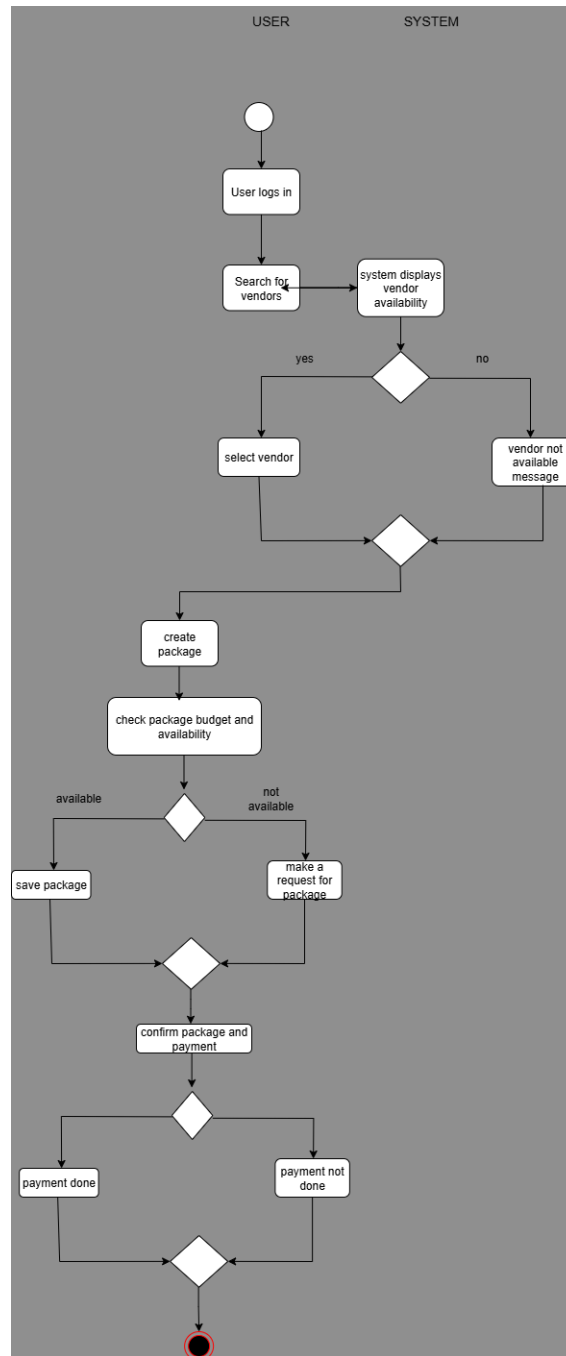 USER SYSTEM
User logs in
Search for
vendors
system displays
vendor
availability
yes
no
select vendor
vendor not
available
message
create
package
check package budget and
availability
available
not
available
save package
make a
request for
package
confirm package and
payment
payment done
payment not
done